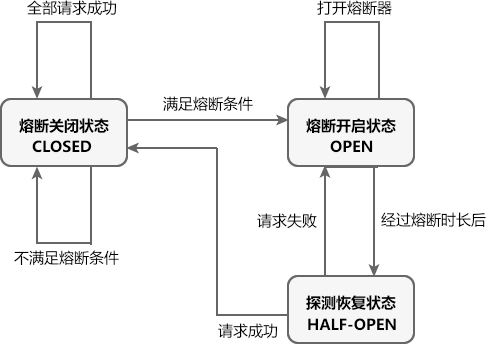 全部请求成功
打开熔断器
熔断关闭状态
CLOSED
满足熔断条件
熔断开启状态
OPEN
不满足熔断条件
请求失败
经过熔断时长后
探测恢复状态
HALF-OPEN
请求成功